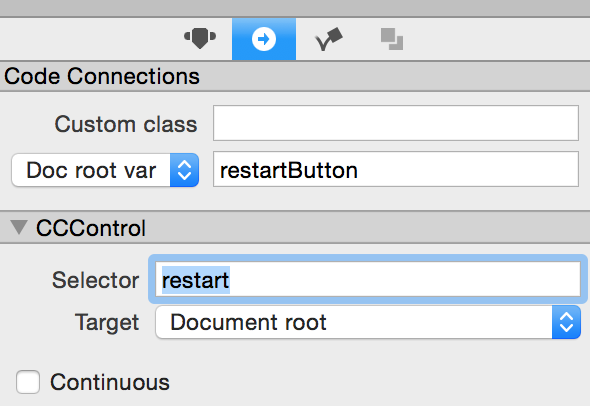 Code Connections
Custom class
Doc root var restartButton
CCControl
Selector restart
Target Document root
Continuous